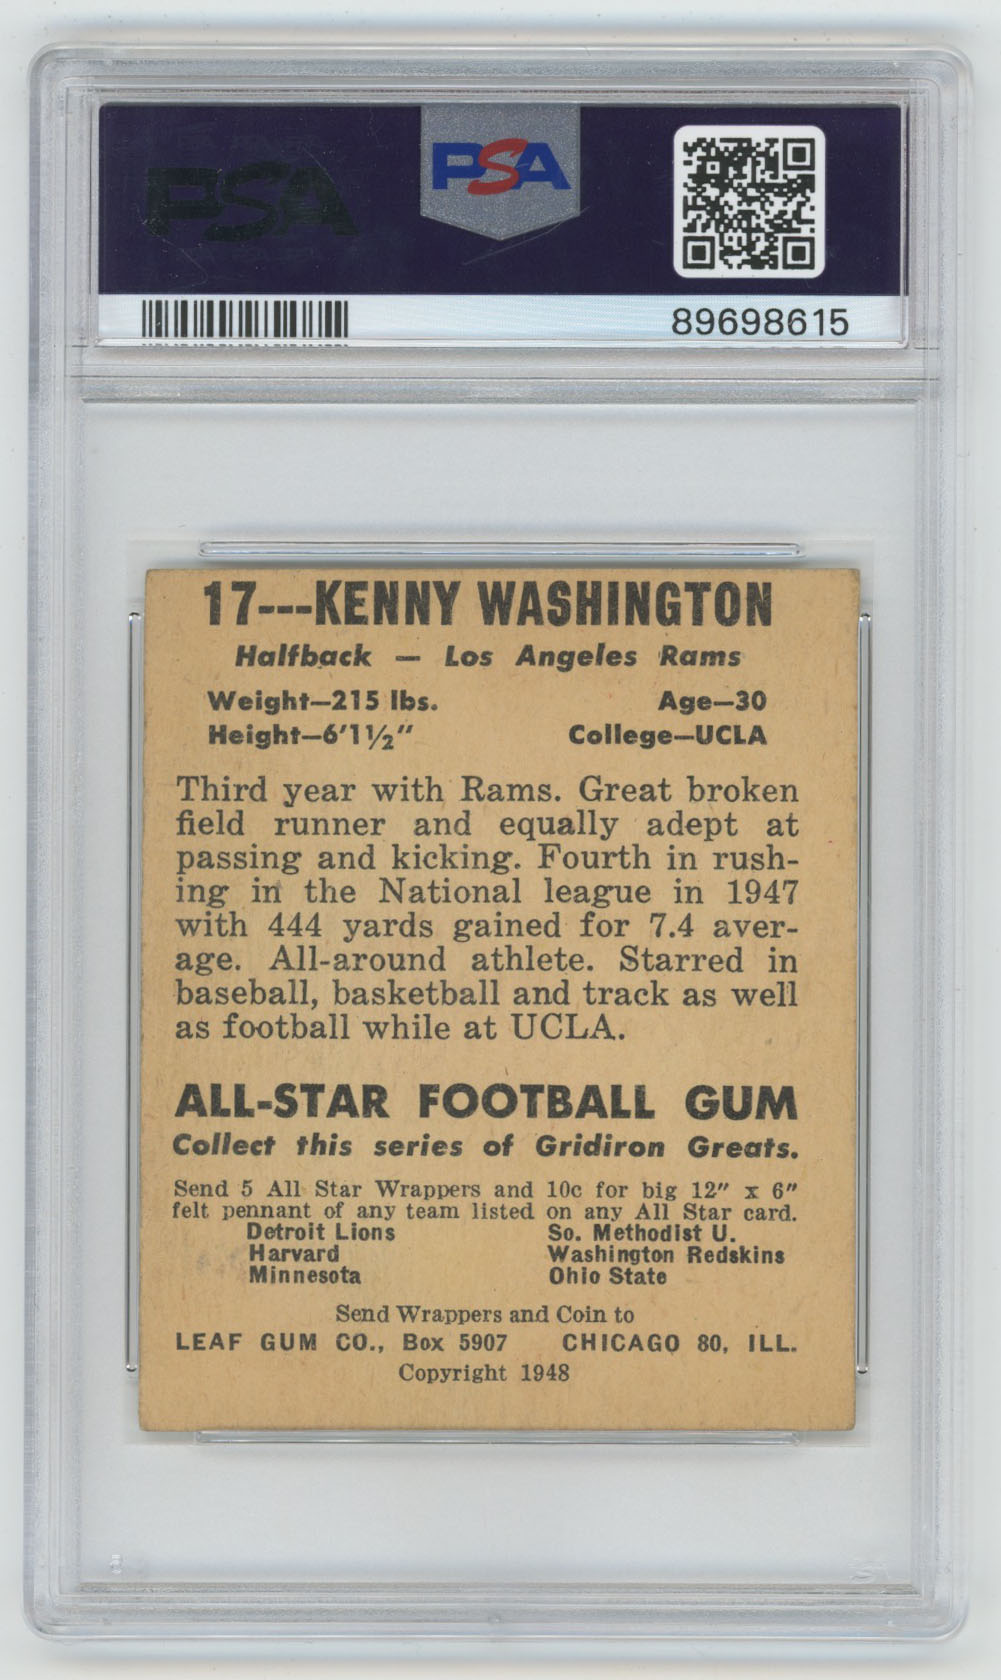 PSA
PSA
89698615
17---KENNY WASHINGTON
Halfback — Los Angeles Rams
Weight—215 lbs. Age—30
Height—6'1½" College—UCLA
Third year with Rams. Great broken
field runner and equally adept at
passing and kicking. Fourth in rush-
ing in the National league in 1947
with 444 yards gained for 7.4 aver-
age. All-around athlete. Starred in
baseball, basketball and track as well
as football while at UCLA.
ALL-STAR FOOTBALL GUM
Collect this series of Gridiron Greats.
Send 5 All Star Wrappers and 10c for big 12" x 6"
felt pennant of any team listed on any All Star card.
Detroit Lions So. Methodist U.
Harvard Washington Redskins
Minnesota Ohio State
Send Wrappers and Coin to
LEAF GUM CO., Box 5907 CHICAGO 80, ILL.
Copyright 1948